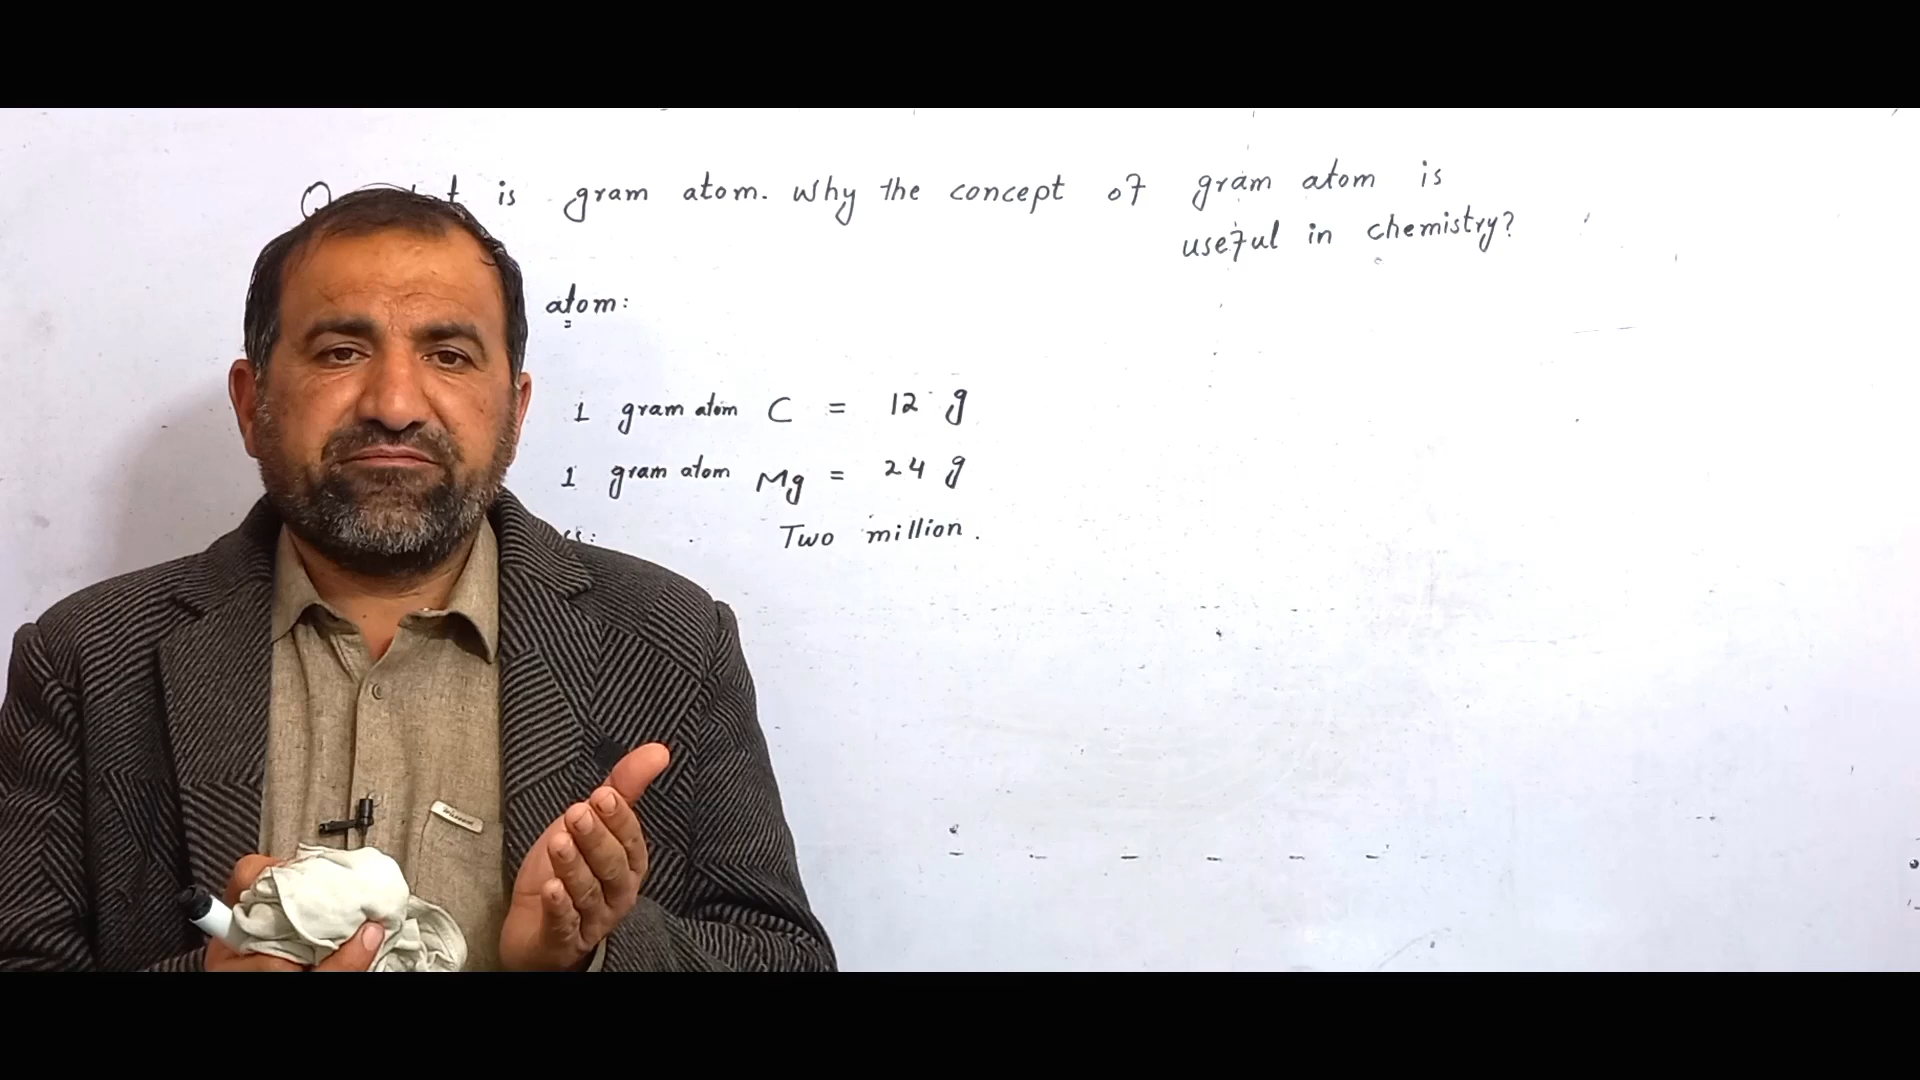 is gram atom. Why the concept of gram atom is
useful in chemistry?
atom:
1 gram atom C = 12 g
1 gram atom Mg = 24 g
Two million.